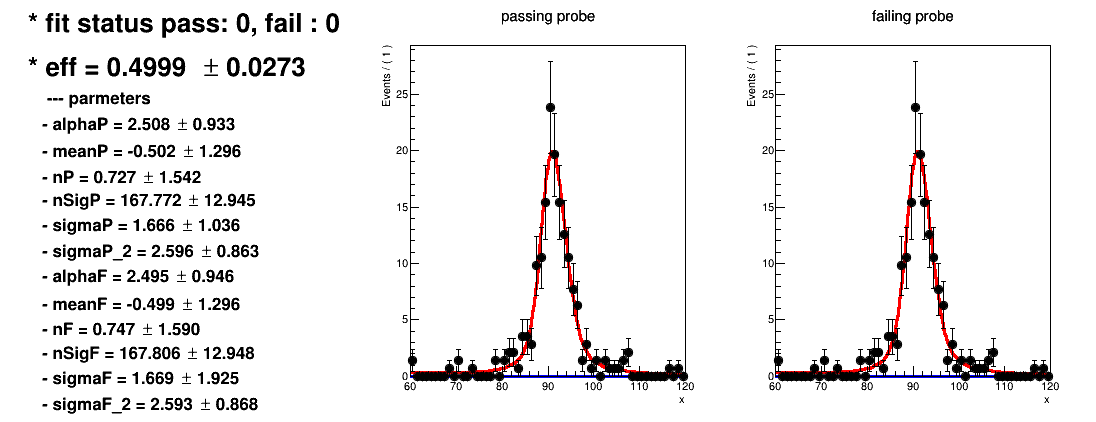 * fit status pass: 0, fail : 0
* eff = 0.4999 ± 0.0273
--- parmeters
- alphaP = 2.508 ± 0.933
- meanP = -0.502 ± 1.296
- nP = 0.727 ± 1.542
- nSigP = 167.772 ± 12.945
- sigmaP = 1.666 ± 1.036
- sigmaP_2 = 2.596 ± 0.863
- alphaF = 2.495 ± 0.946
- meanF = -0.499 ± 1.296
- nF = 0.747 ± 1.590
- nSigF = 167.806 ± 12.948
- sigmaF = 1.669 ± 1.925
- sigmaF_2 = 2.593 ± 0.868
passing probe
Events / ( 1 )
25
20
15
10
5
0
60 70 80 90 100 110 120
x
failing probe
Events / ( 1 )
25
20
15
10
5
0
60 70 80 90 100 110 120
x